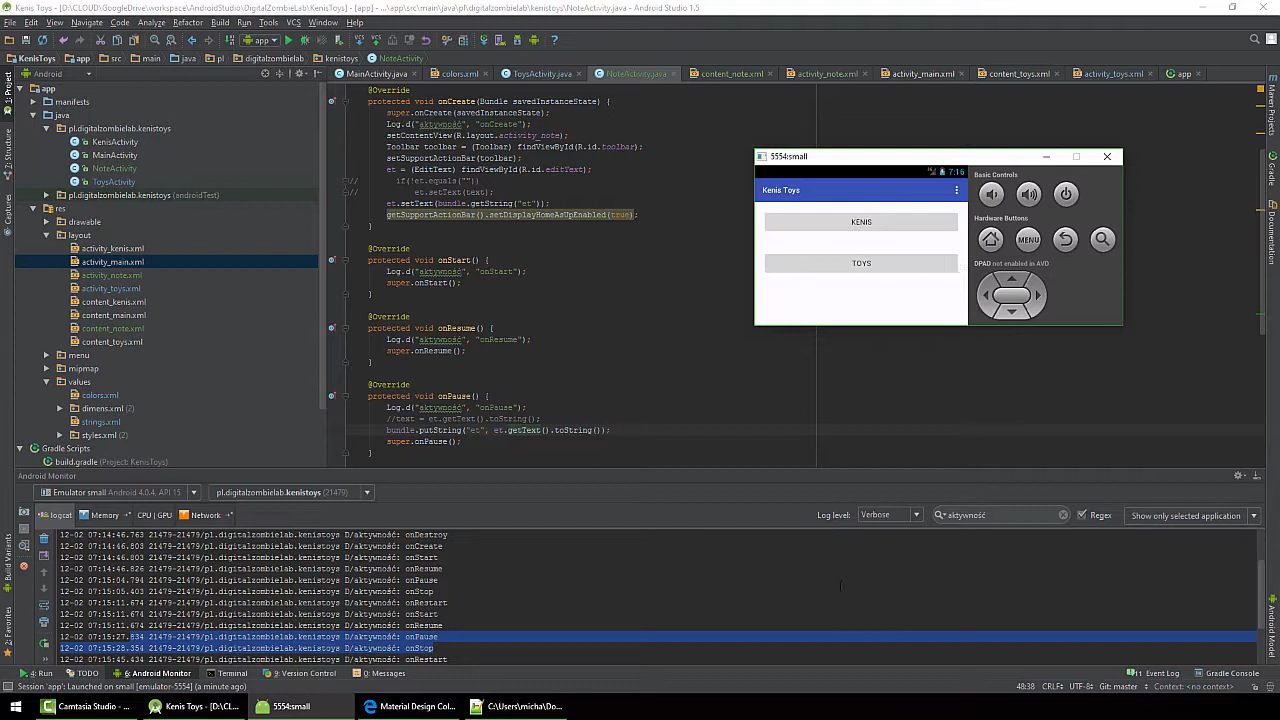 Kenis Toys - [D:\CLOUD\GoogleDrive\workspace\AndroidStudio\DigitalZombieLab\KenisToys] - [app] - ...\app\src\main\java\pl\digitalzombielab\kenistoys\NoteActivity.java - Android Studio 1.5
File Edit View Navigate Code Analyze Refactor Build Run Tools VCS Window Help
app
KenisToys app src main java pl digitalzombielab kenistoys NoteActivity
Android
MainActivity.java colors.xml ToysActivity.java NoteActivity.java content_note.xml activity_note.xml activity_main.xml content_toys.xml activity_toys.xml app
1: Project
7: Structure
Captures
Build Variants
2: Favorites
app
manifests
java
pl.digitalzombielab.kenistoys
KenisActivity
MainActivity
NoteActivity
ToysActivity
pl.digitalzombielab.kenistoys (androidTest)
res
drawable
layout
activity_kenis.xml
activity_main.xml
activity_note.xml
activity_toys.xml
content_kenis.xml
content_main.xml
content_note.xml
content_toys.xml
menu
mipmap
values
colors.xml
dimens.xml (2)
strings.xml
styles.xml (2)
Gradle Scripts
build.gradle (Project: KenisToys)
@Override
protected void onCreate(Bundle savedInstanceState) {
super.onCreate(savedInstanceState);
Log.d("aktywność", "onCreate");
setContentView(R.layout.activity_note);
Toolbar toolbar = (Toolbar) findViewById(R.id.toolbar);
setSupportActionBar(toolbar);
et = (EditText) findViewById(R.id.editText);
// if(!et.equals(""))
// et.setText(text);
et.setText(bundle.getString("et"));
getSupportActionBar().setDisplayHomeAsUpEnabled(true);
}
@Override
protected void onStart() {
Log.d("aktywność", "onStart");
super.onStart();
}
@Override
protected void onResume() {
Log.d("aktywność", "onResume");
super.onResume();
}
@Override
protected void onPause() {
Log.d("aktywność", "onPause");
//text = et.getText().toString();
bundle.putString("et", et.getText().toString());
super.onPause();
}
5554:small
7:16
Kenis Toys
KENIS
TOYS
Basic Controls
Hardware Buttons
MENU
DPAD not enabled in AVD
Gradle
Maven Projects
Documentation
Android Model
Android Monitor
Emulator small Android 4.0.4, API 15 pl.digitalzombielab.kenistoys (21479)
logcat Memory CPU | GPU Network Log level: Verbose aktywność Regex Show only selected application
12-02 07:14:46.763 21479-21479/pl.digitalzombielab.kenistoys D/aktywność: onDestroy
12-02 07:14:46.803 21479-21479/pl.digitalzombielab.kenistoys D/aktywność: onCreate
12-02 07:14:46.803 21479-21479/pl.digitalzombielab.kenistoys D/aktywność: onStart
12-02 07:14:46.826 21479-21479/pl.digitalzombielab.kenistoys D/aktywność: onResume
12-02 07:15:04.794 21479-21479/pl.digitalzombielab.kenistoys D/aktywność: onPause
12-02 07:15:05.403 21479-21479/pl.digitalzombielab.kenistoys D/aktywność: onStop
12-02 07:15:11.674 21479-21479/pl.digitalzombielab.kenistoys D/aktywność: onRestart
12-02 07:15:11.674 21479-21479/pl.digitalzombielab.kenistoys D/aktywność: onStart
12-02 07:15:11.674 21479-21479/pl.digitalzombielab.kenistoys D/aktywność: onResume
12-02 07:15:27.834 21479-21479/pl.digitalzombielab.kenistoys D/aktywność: onPause
12-02 07:15:28.354 21479-21479/pl.digitalzombielab.kenistoys D/aktywność: onStop
12-02 07:15:45.434 21479-21479/pl.digitalzombielab.kenistoys D/aktywność: onRestart
4: Run TODO 6: Android Monitor Terminal 9: Version Control 0: Messages 11 Event Log Gradle Console
Session 'app': Launched on small [emulator-5554] (a minute ago) 48:38 CRLF UTF-8 Git: master Context: <no context>
Camtasia Studio - ... Kenis Toys - [D:\CL... 5554:small Material Design Col... C:\Users\micha\Do...